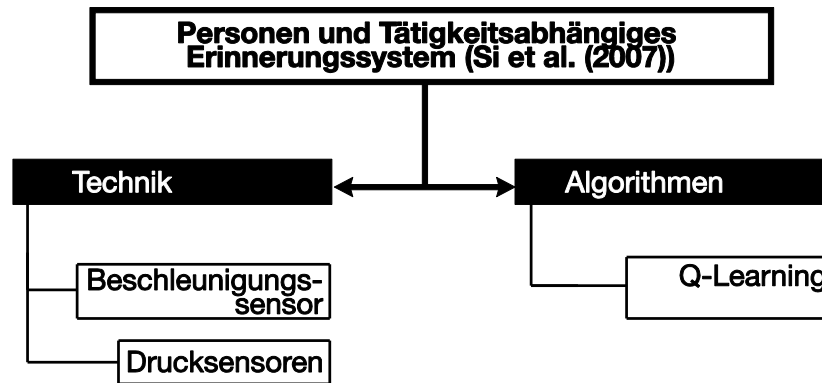 Personen und Tätigkeitsabhängiges
Erinnerungssystem (Si et al. (2007))
Technik
Algorithmen
Beschleunigungs-
sensor
Q-Learning
Drucksensoren